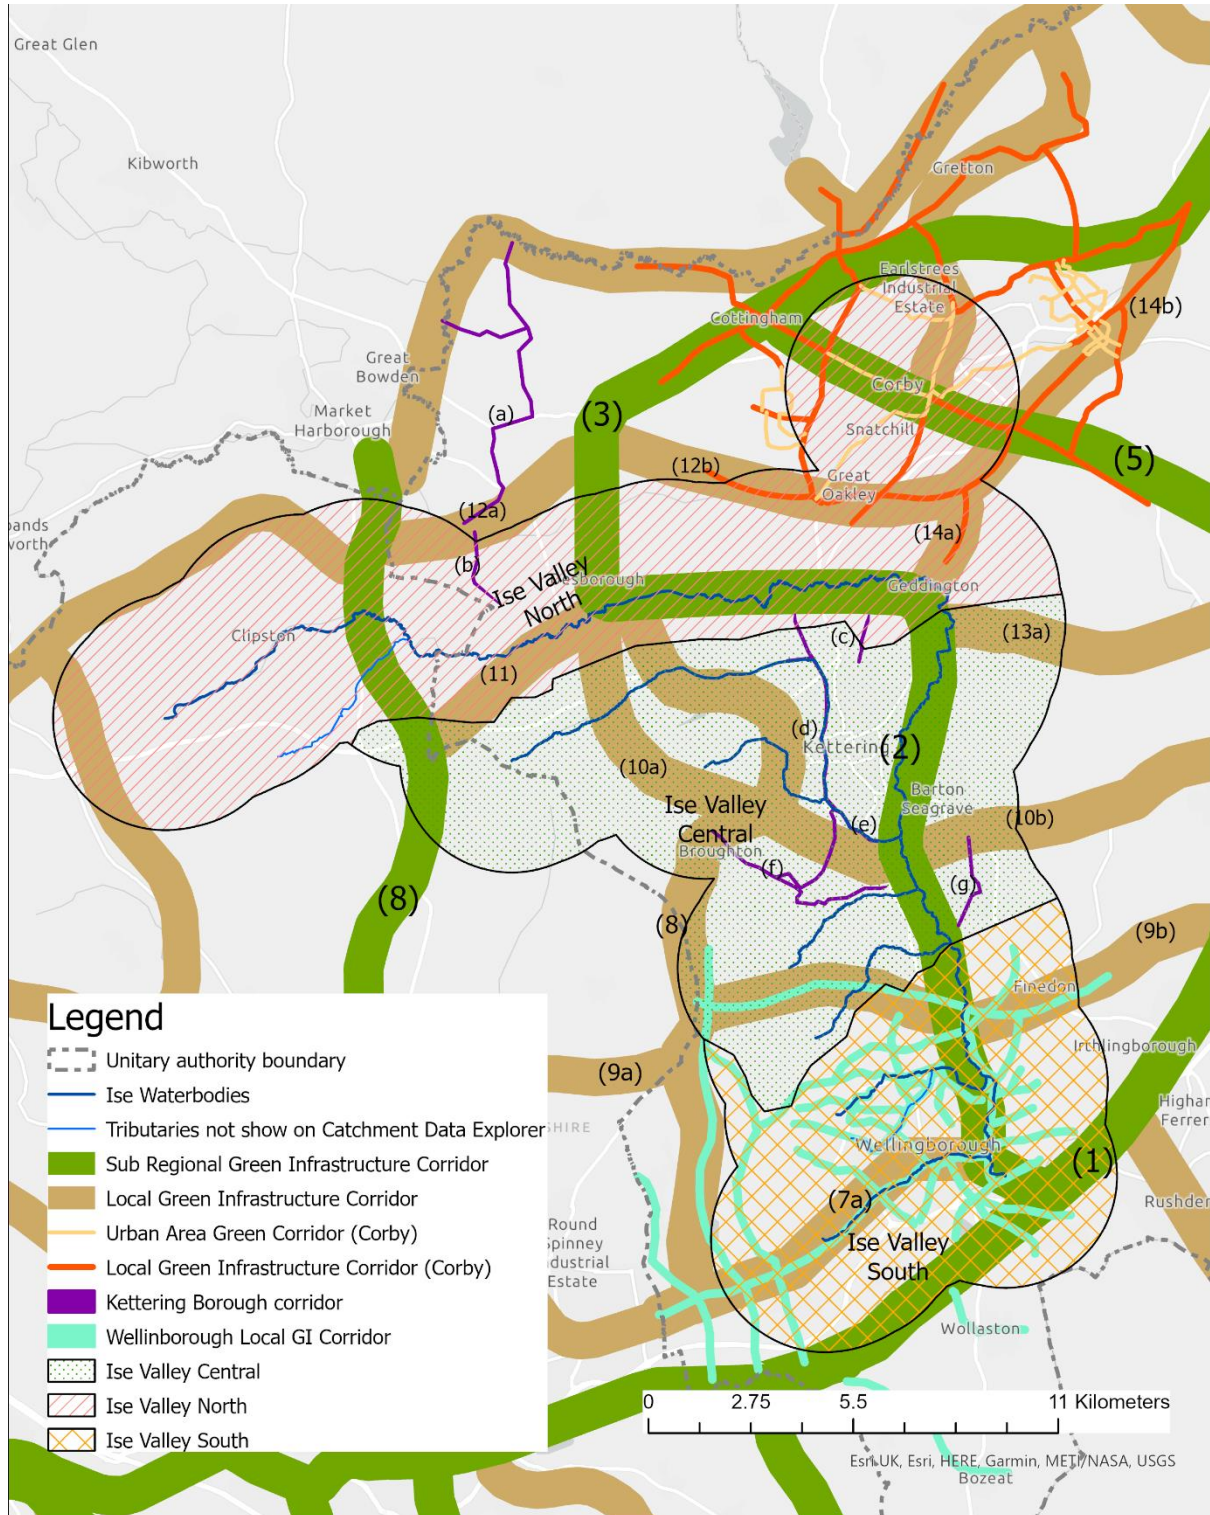 Great Glen
Kibworth
Gretton
Earlstrees
Industrial
Estate
(14b)
Cottingham
Great
Bowden
Corby
Market
Harborough
(a)
(3)
Snatchill
(5)
(12b)
Great
Oakley
(12a)
(14a)
(b)
Ise Valley
North
esborough
Geddington
Clipston
(c)
(13a)
(11)
(d)
Kettering
(2)
(10a)
Barton
Seagrave
Ise Valley
Central
(10b)
(e)
Broughton
(f)
(g)
(8)
(8)
(9b)
Finedon
Irthlingborough
(9a)
Higham
Ferrer
SHIRE
Wellingborough
(1)
(7a)
Rushden
Round
Spinney
Industrial
Estate
Ise Valley
South
Wollaston
Legend
Unitary authority boundary
Ise Waterbodies
Tributaries not show on Catchment Data Explorer
Sub Regional Green Infrastructure Corridor
Local Green Infrastructure Corridor
Urban Area Green Corridor (Corby)
Local Green Infrastructure Corridor (Corby)
Kettering Borough corridor
Wellinborough Local GI Corridor
Ise Valley Central
Ise Valley North
Ise Valley South
0 2.75 5.5 11 Kilometers
Esri UK, Esri, HERE, Garmin, METI/NASA, USGS
Bozeat